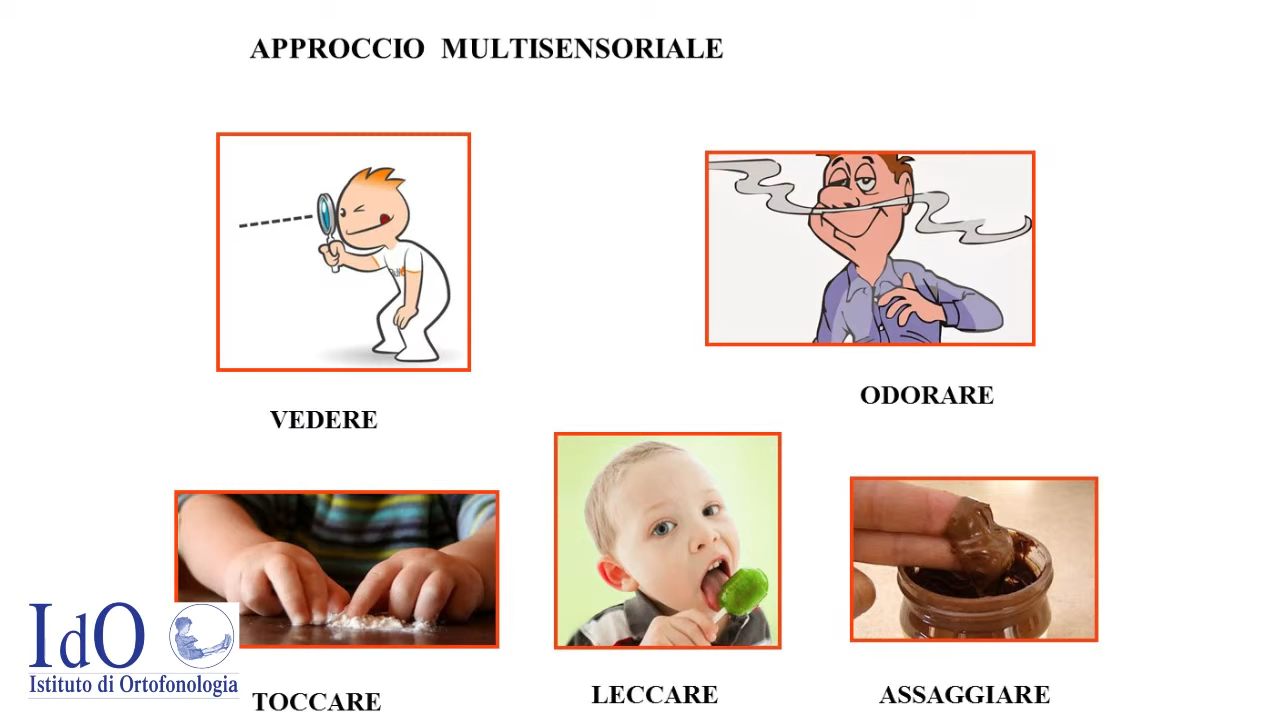 APPROCCIO MULTISENSORIALE
VEDERE
ODORARE
TOCCARE
LECCARE
ASSAGGIARE
IdO
Istituto di Ortofonologia